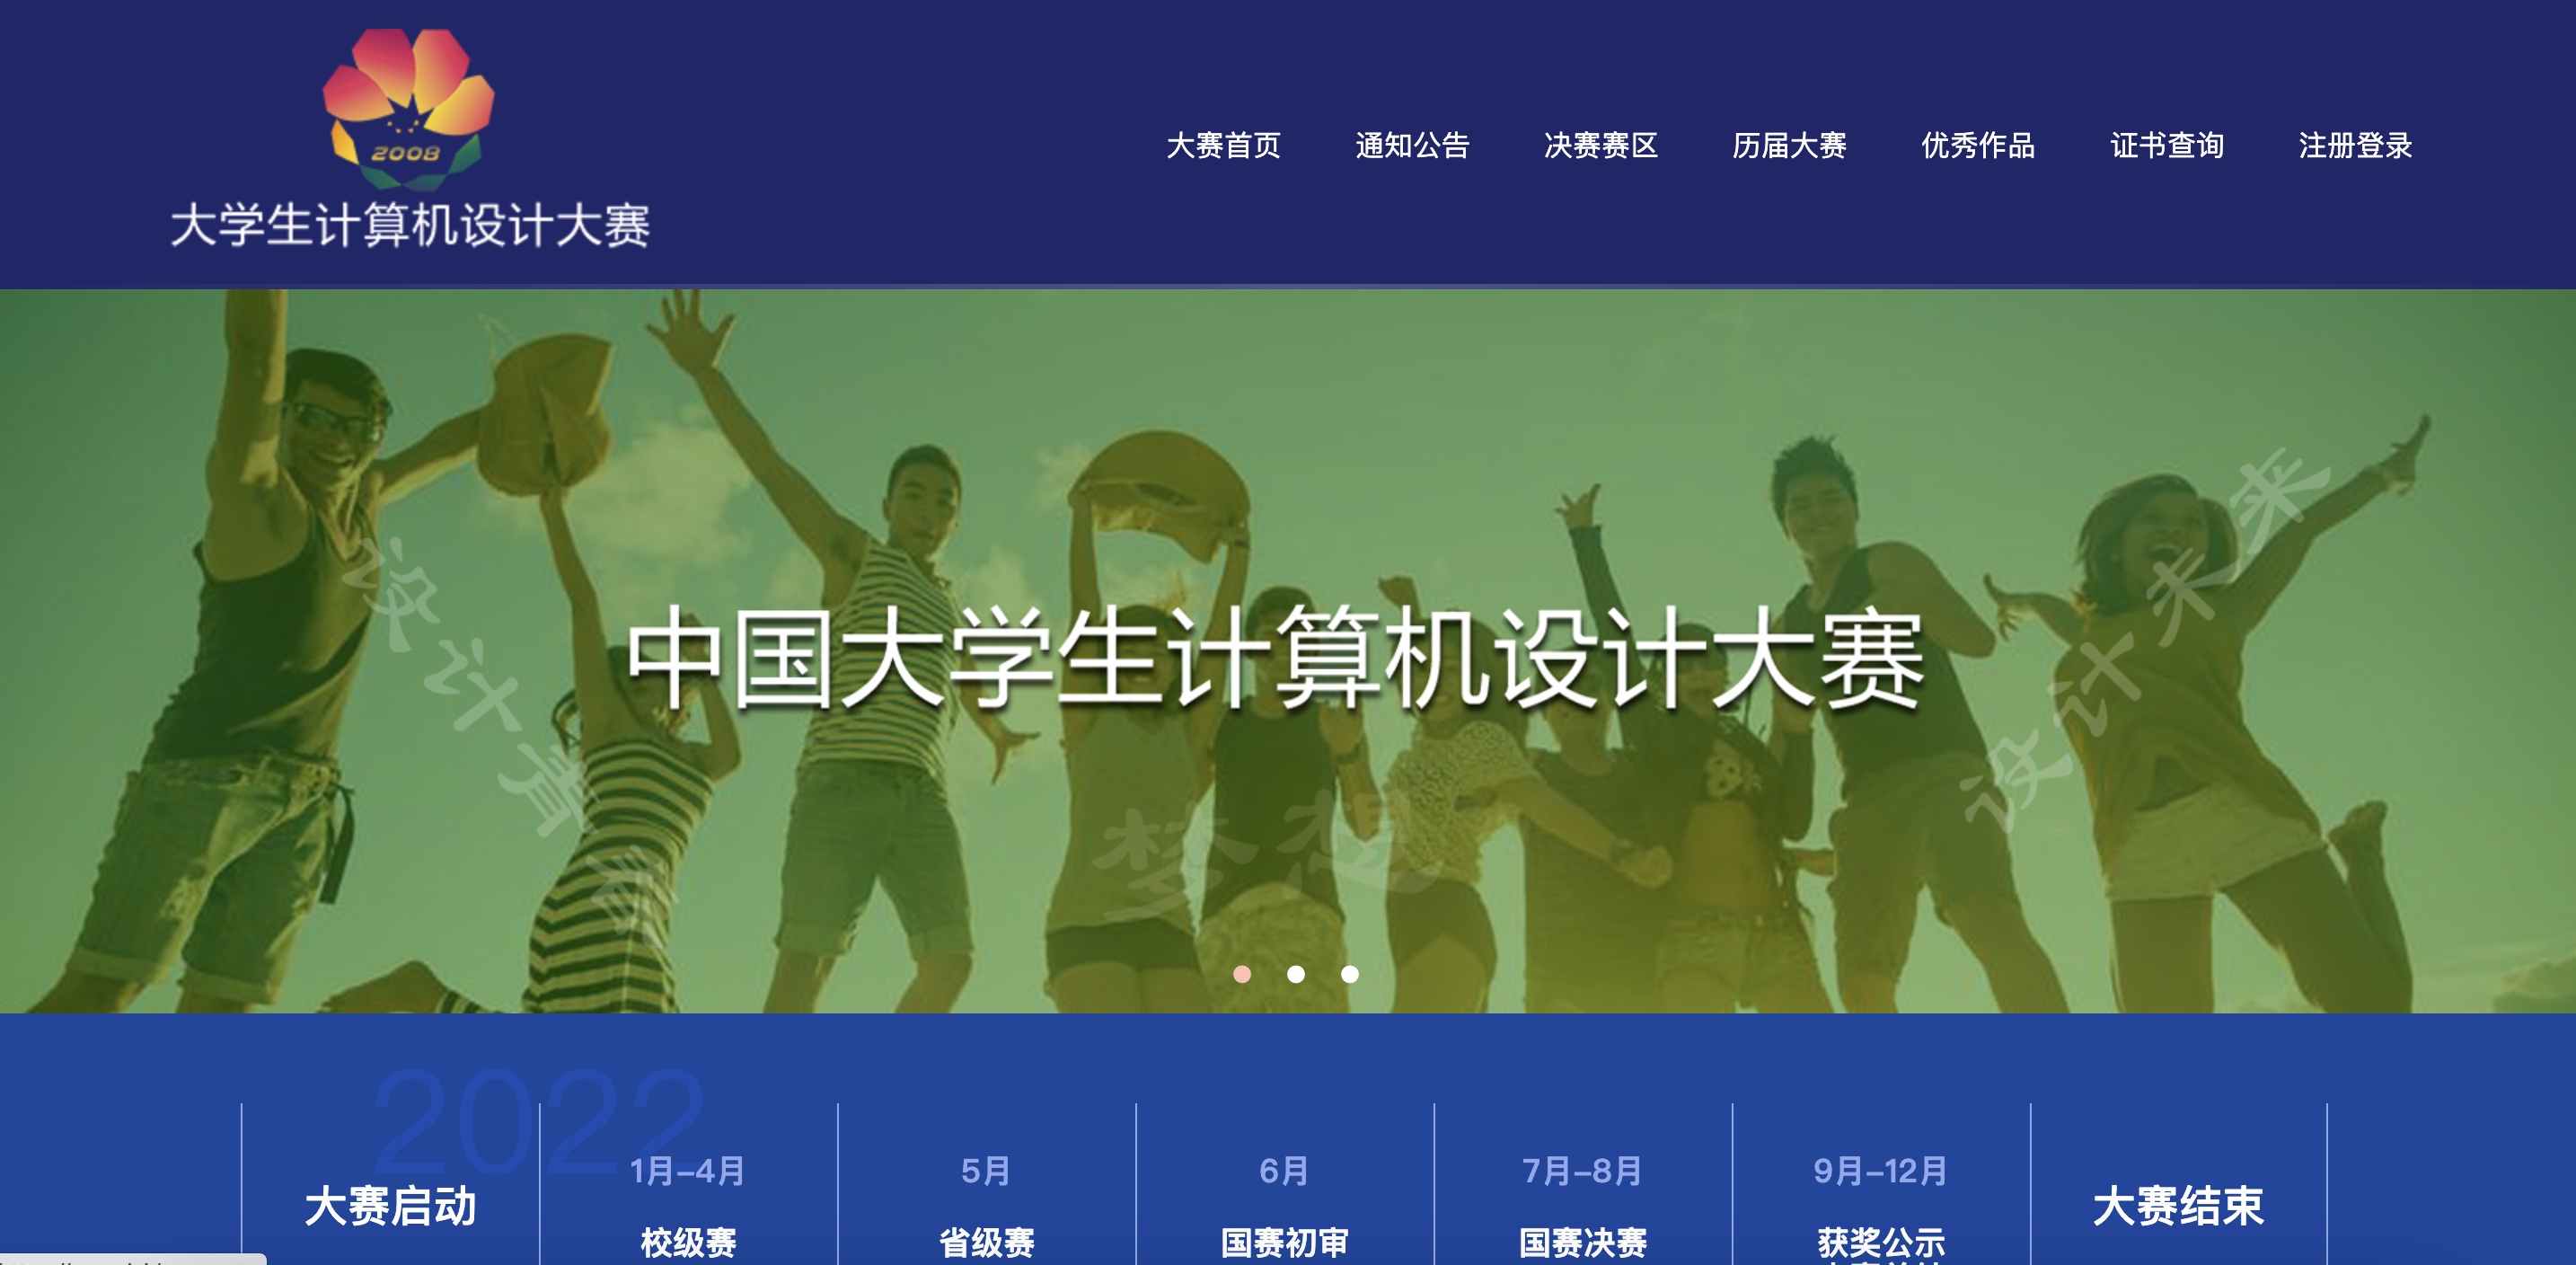 2008
大学生计算机设计大赛
大赛首页 通知公告 决赛赛区 历届大赛 优秀作品 证书查询 注册登录
中国大学生计算机设计大赛
设计青春
梦想
设计未来
2022
大赛启动
1月–4月
校级赛
5月
省级赛
6月
国赛初审
7月–8月
国赛决赛
9月–12月
获奖公示
大赛结束